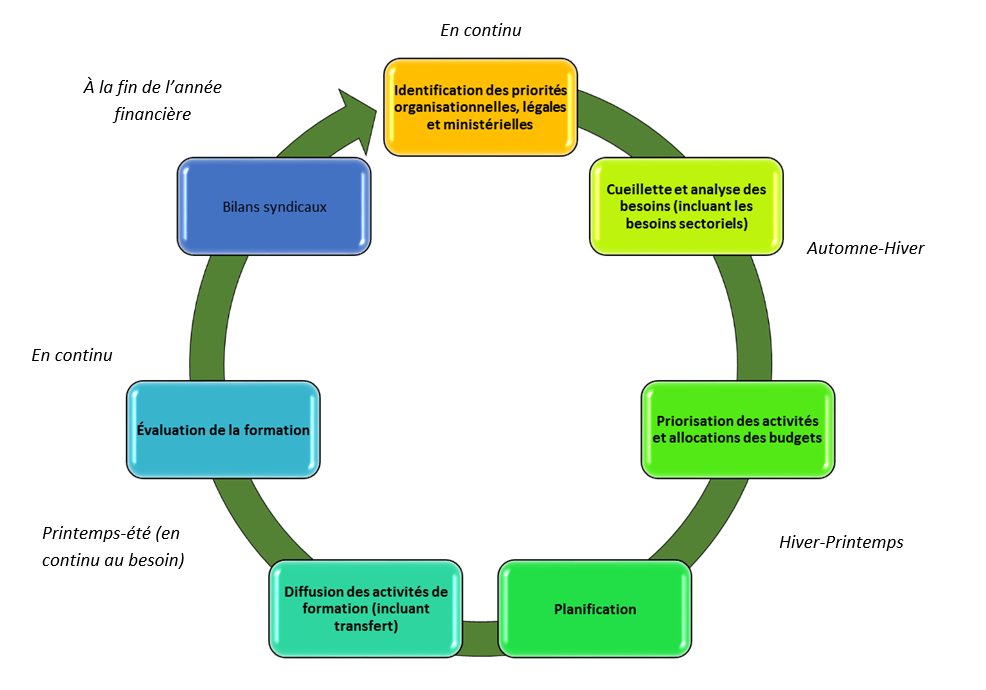 En continu
Identification des priorités
organisationnelles, légales
et ministérielles
Cueillette et analyse des
besoins (incluant les
besoins sectoriels)
Automne-Hiver
Priorisation des activités
et allocations des budgets
Hiver-Printemps
Planification
Diffusion des activités de
formation (incluant
transfert)
Printemps-été (en
continu au besoin)
Évaluation de la formation
En continu
Bilans syndicaux
À la fin de l’année
financière